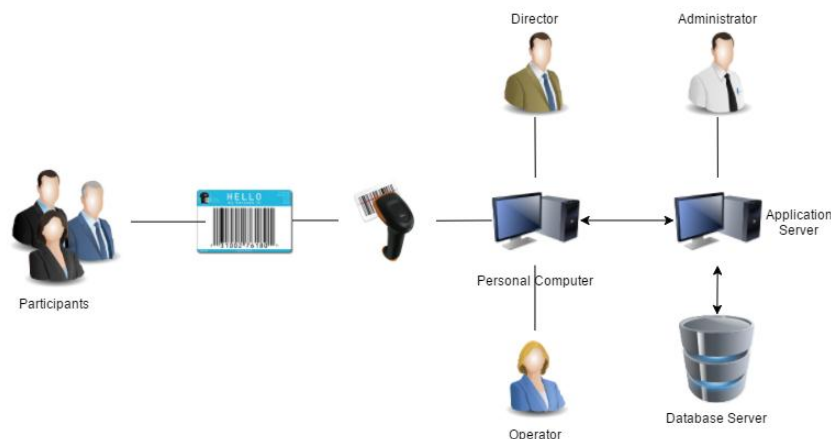 Director
Administrator
HELLO
Participants
Personal Computer
Application
Server
Operator
Database Server